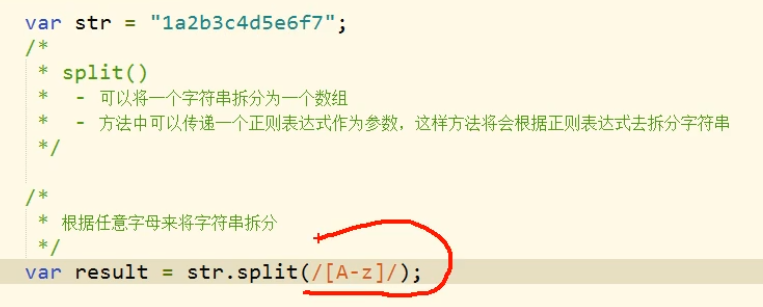 var str = "1a2b3c4d5e6f7";
/*
* split()
* - 可以将一个字符串拆分为一个数组
* - 方法中可以传递一个正则表达式作为参数，这样方法将会根据正则表达式去拆分字符串
*/
/*
* 根据任意字母来将字符串拆分
*/
var result = str.split(/[A-z]/);